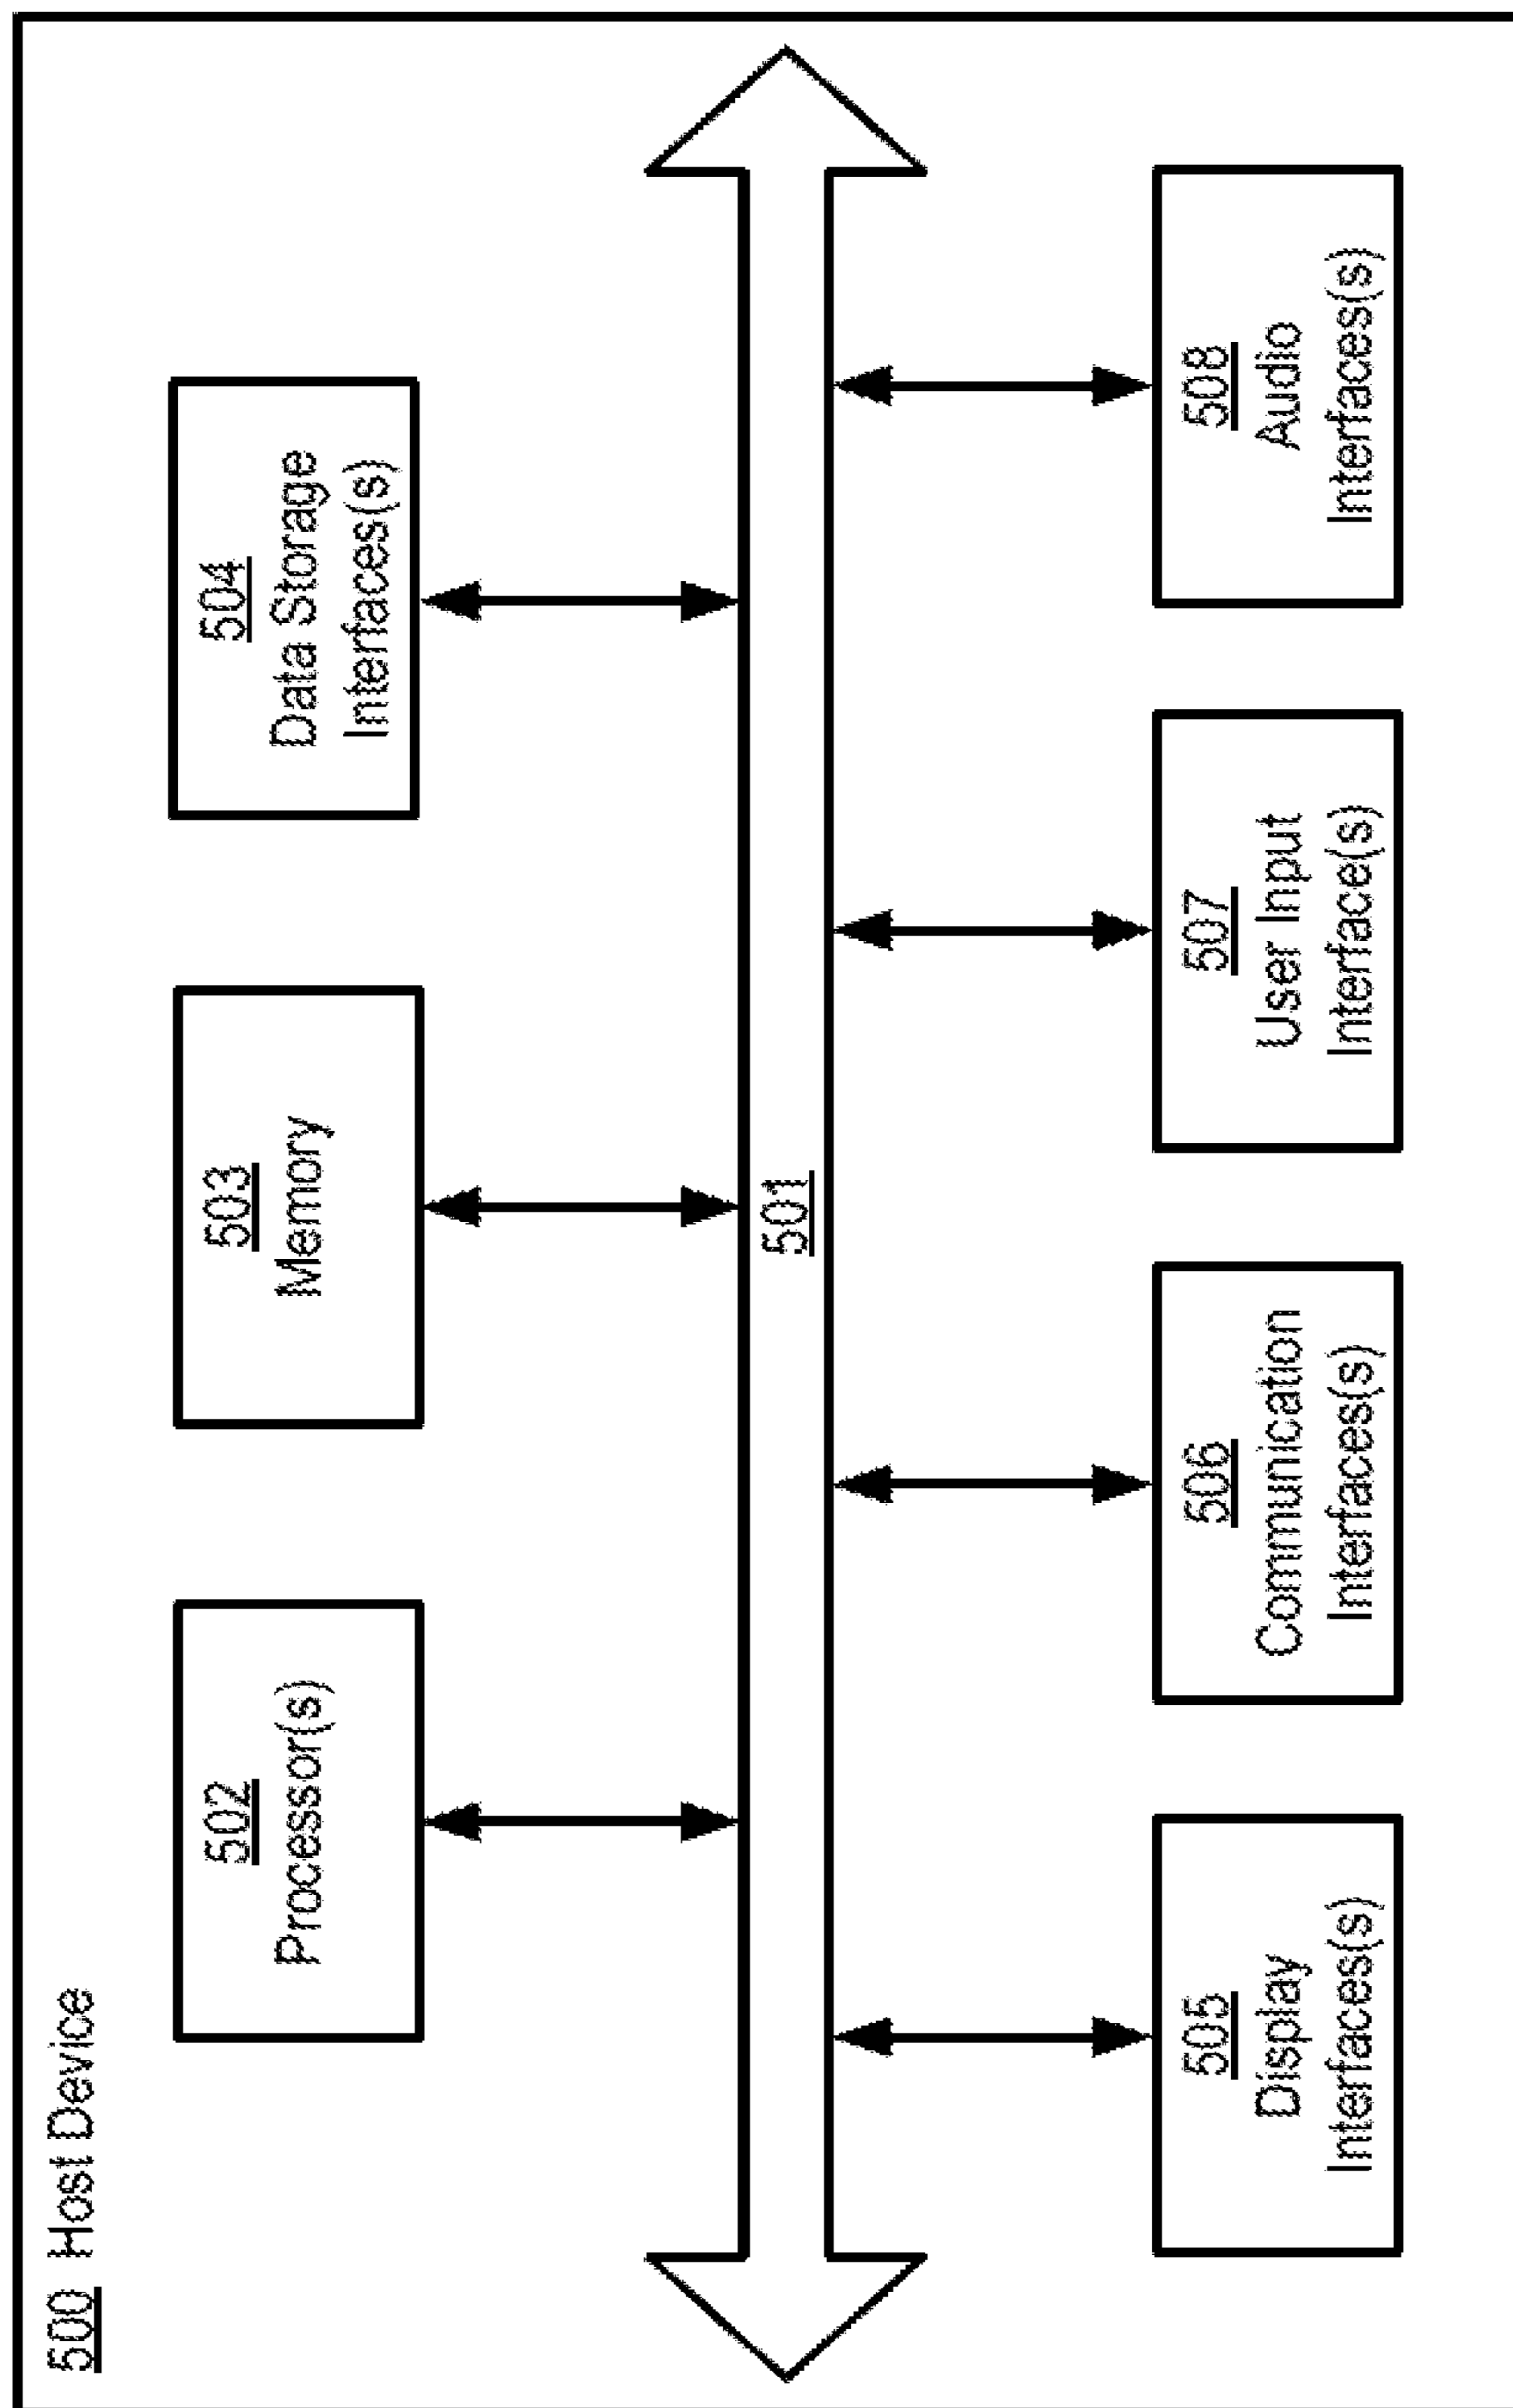 500 Host Device
502
Processor(s)
503
Memory
504
Data Storage
Interfaces(s)
501
505
Display
Interfaces(s)
506
Communication
Interfaces(s)
507
User Input
Interface(s)
508
Audio
Interfaces(s)